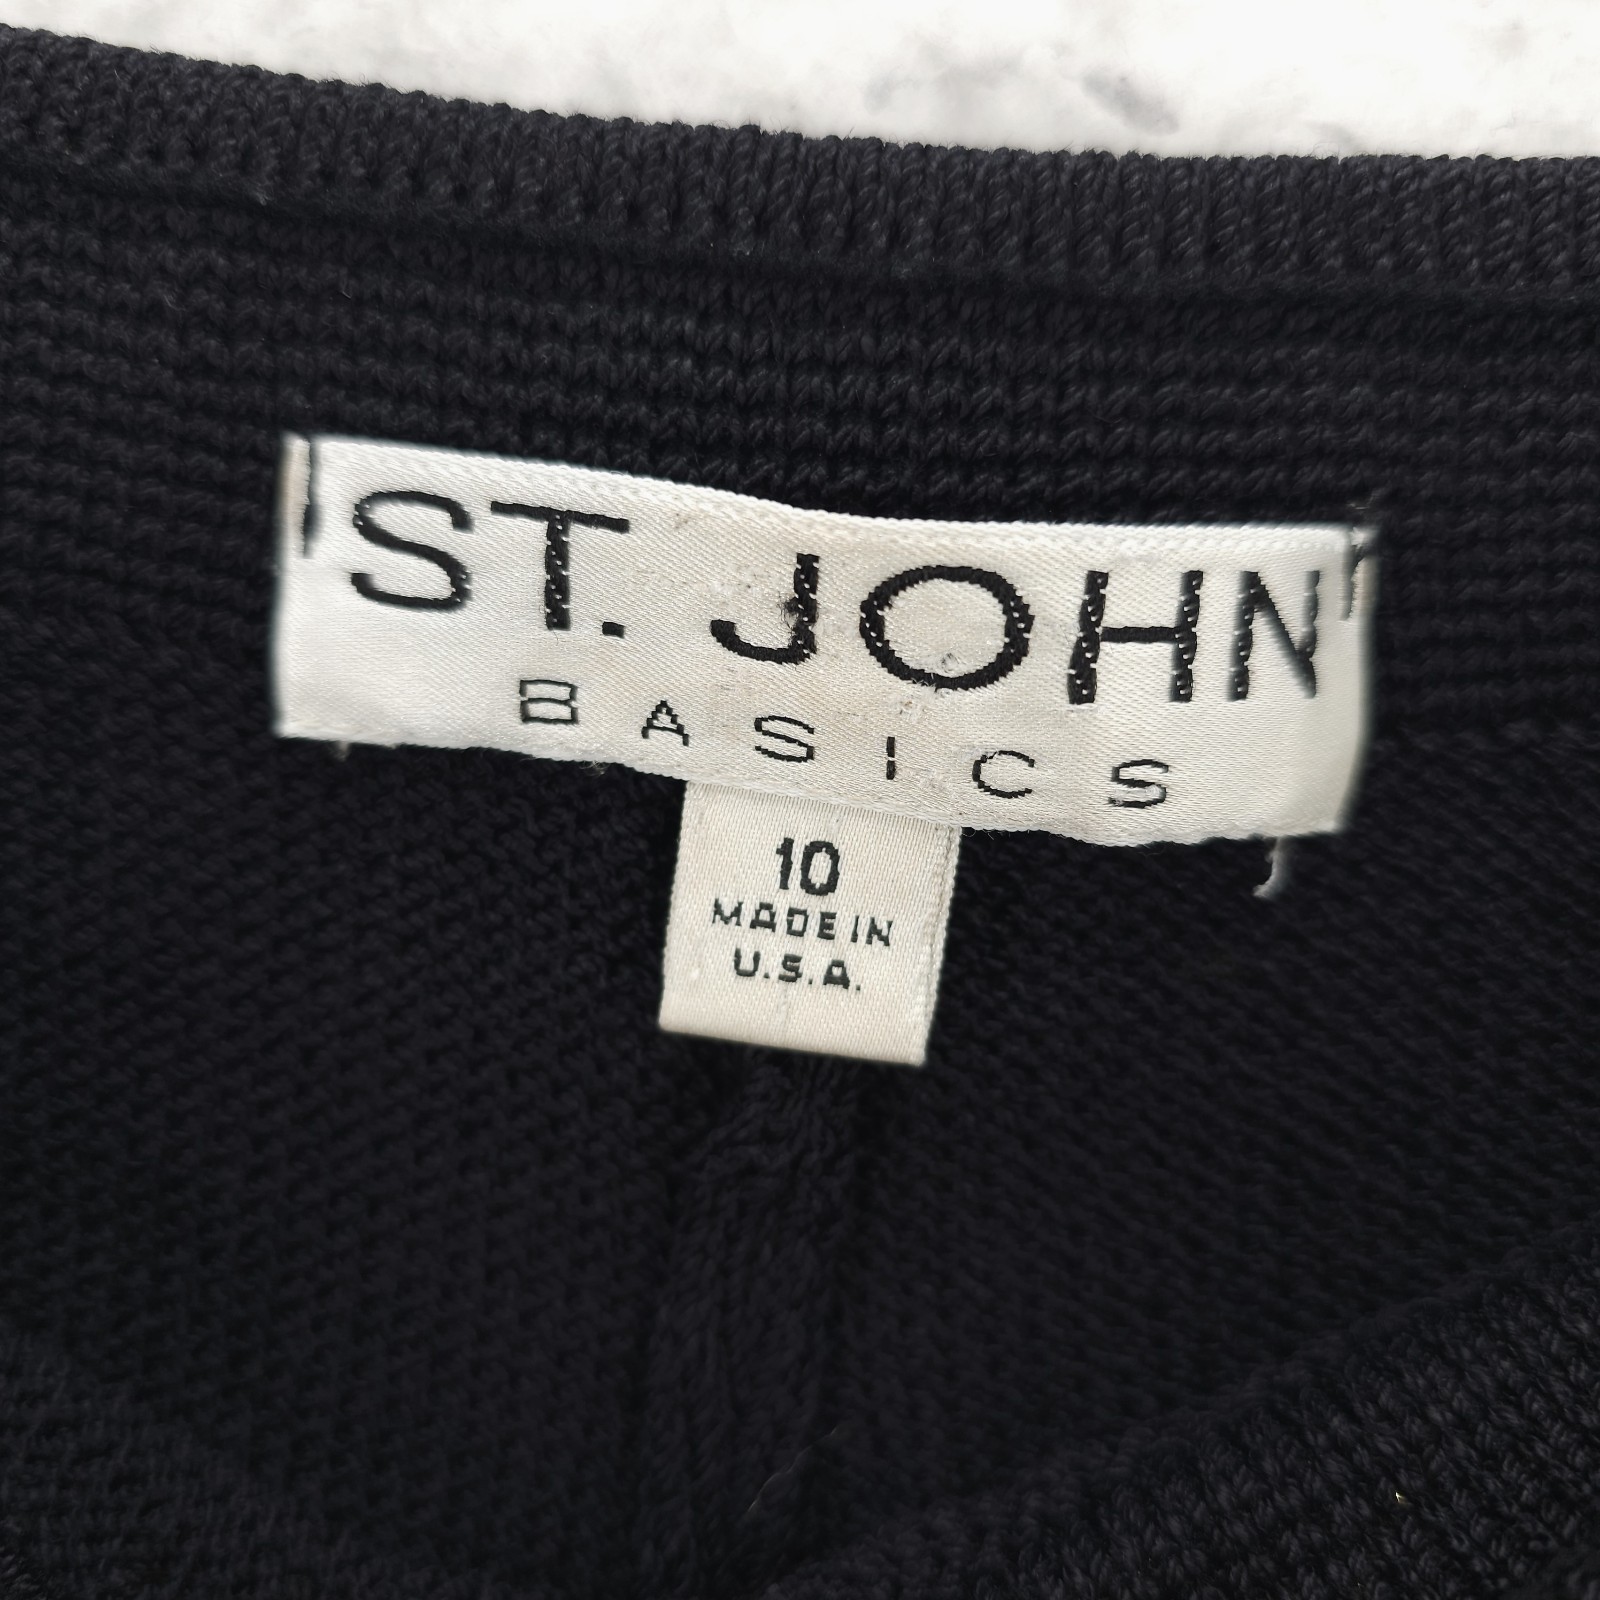 ST. JOHN
BASICS
10
MADE IN
U.S.A.